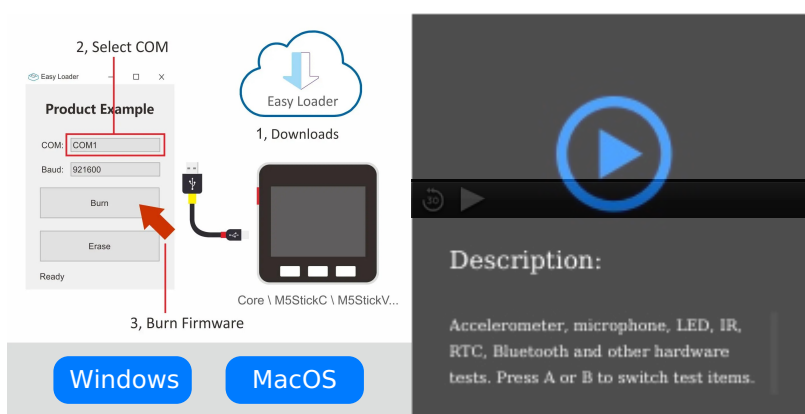 2, Select COM
Easy Loader
Product Example
COM: COM1
Baud: 921600
Burn
Erase
Ready
3, Burn Firmware
Easy Loader
1, Downloads
Core \ M5StickC \ M5StickV...
Windows
MacOS
30
Description:
Accelerometer, microphone, LED, IR,
RTC, Bluetooth and other hardware
tests. Press A or B to switch test items.